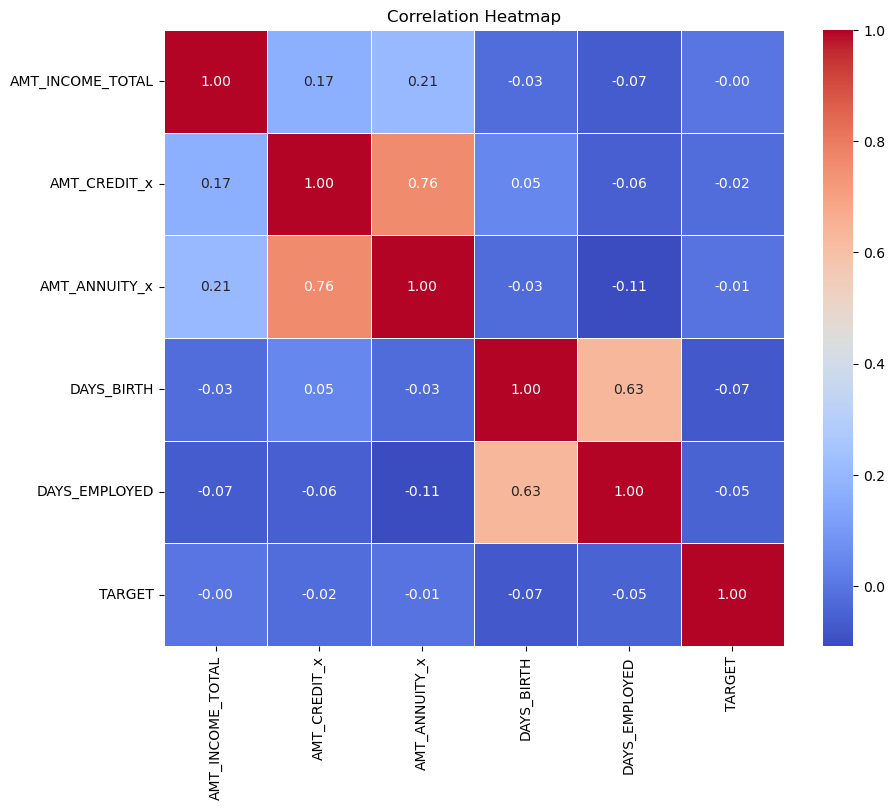 Correlation Heatmap
AMT_INCOME_TOTAL 1.00 0.17 0.21 -0.03 -0.07 -0.00
AMT_CREDIT_x 0.17 1.00 0.76 0.05 -0.06 -0.02
AMT_ANNUITY_x 0.21 0.76 1.00 -0.03 -0.11 -0.01
DAYS_BIRTH -0.03 0.05 -0.03 1.00 0.63 -0.07
DAYS_EMPLOYED -0.07 -0.06 -0.11 0.63 1.00 -0.05
TARGET -0.00 -0.02 -0.01 -0.07 -0.05 1.00
AMT_INCOME_TOTAL
AMT_CREDIT_x
AMT_ANNUITY_x
DAYS_BIRTH
DAYS_EMPLOYED
TARGET
1.0
0.8
0.6
0.4
0.2
0.0